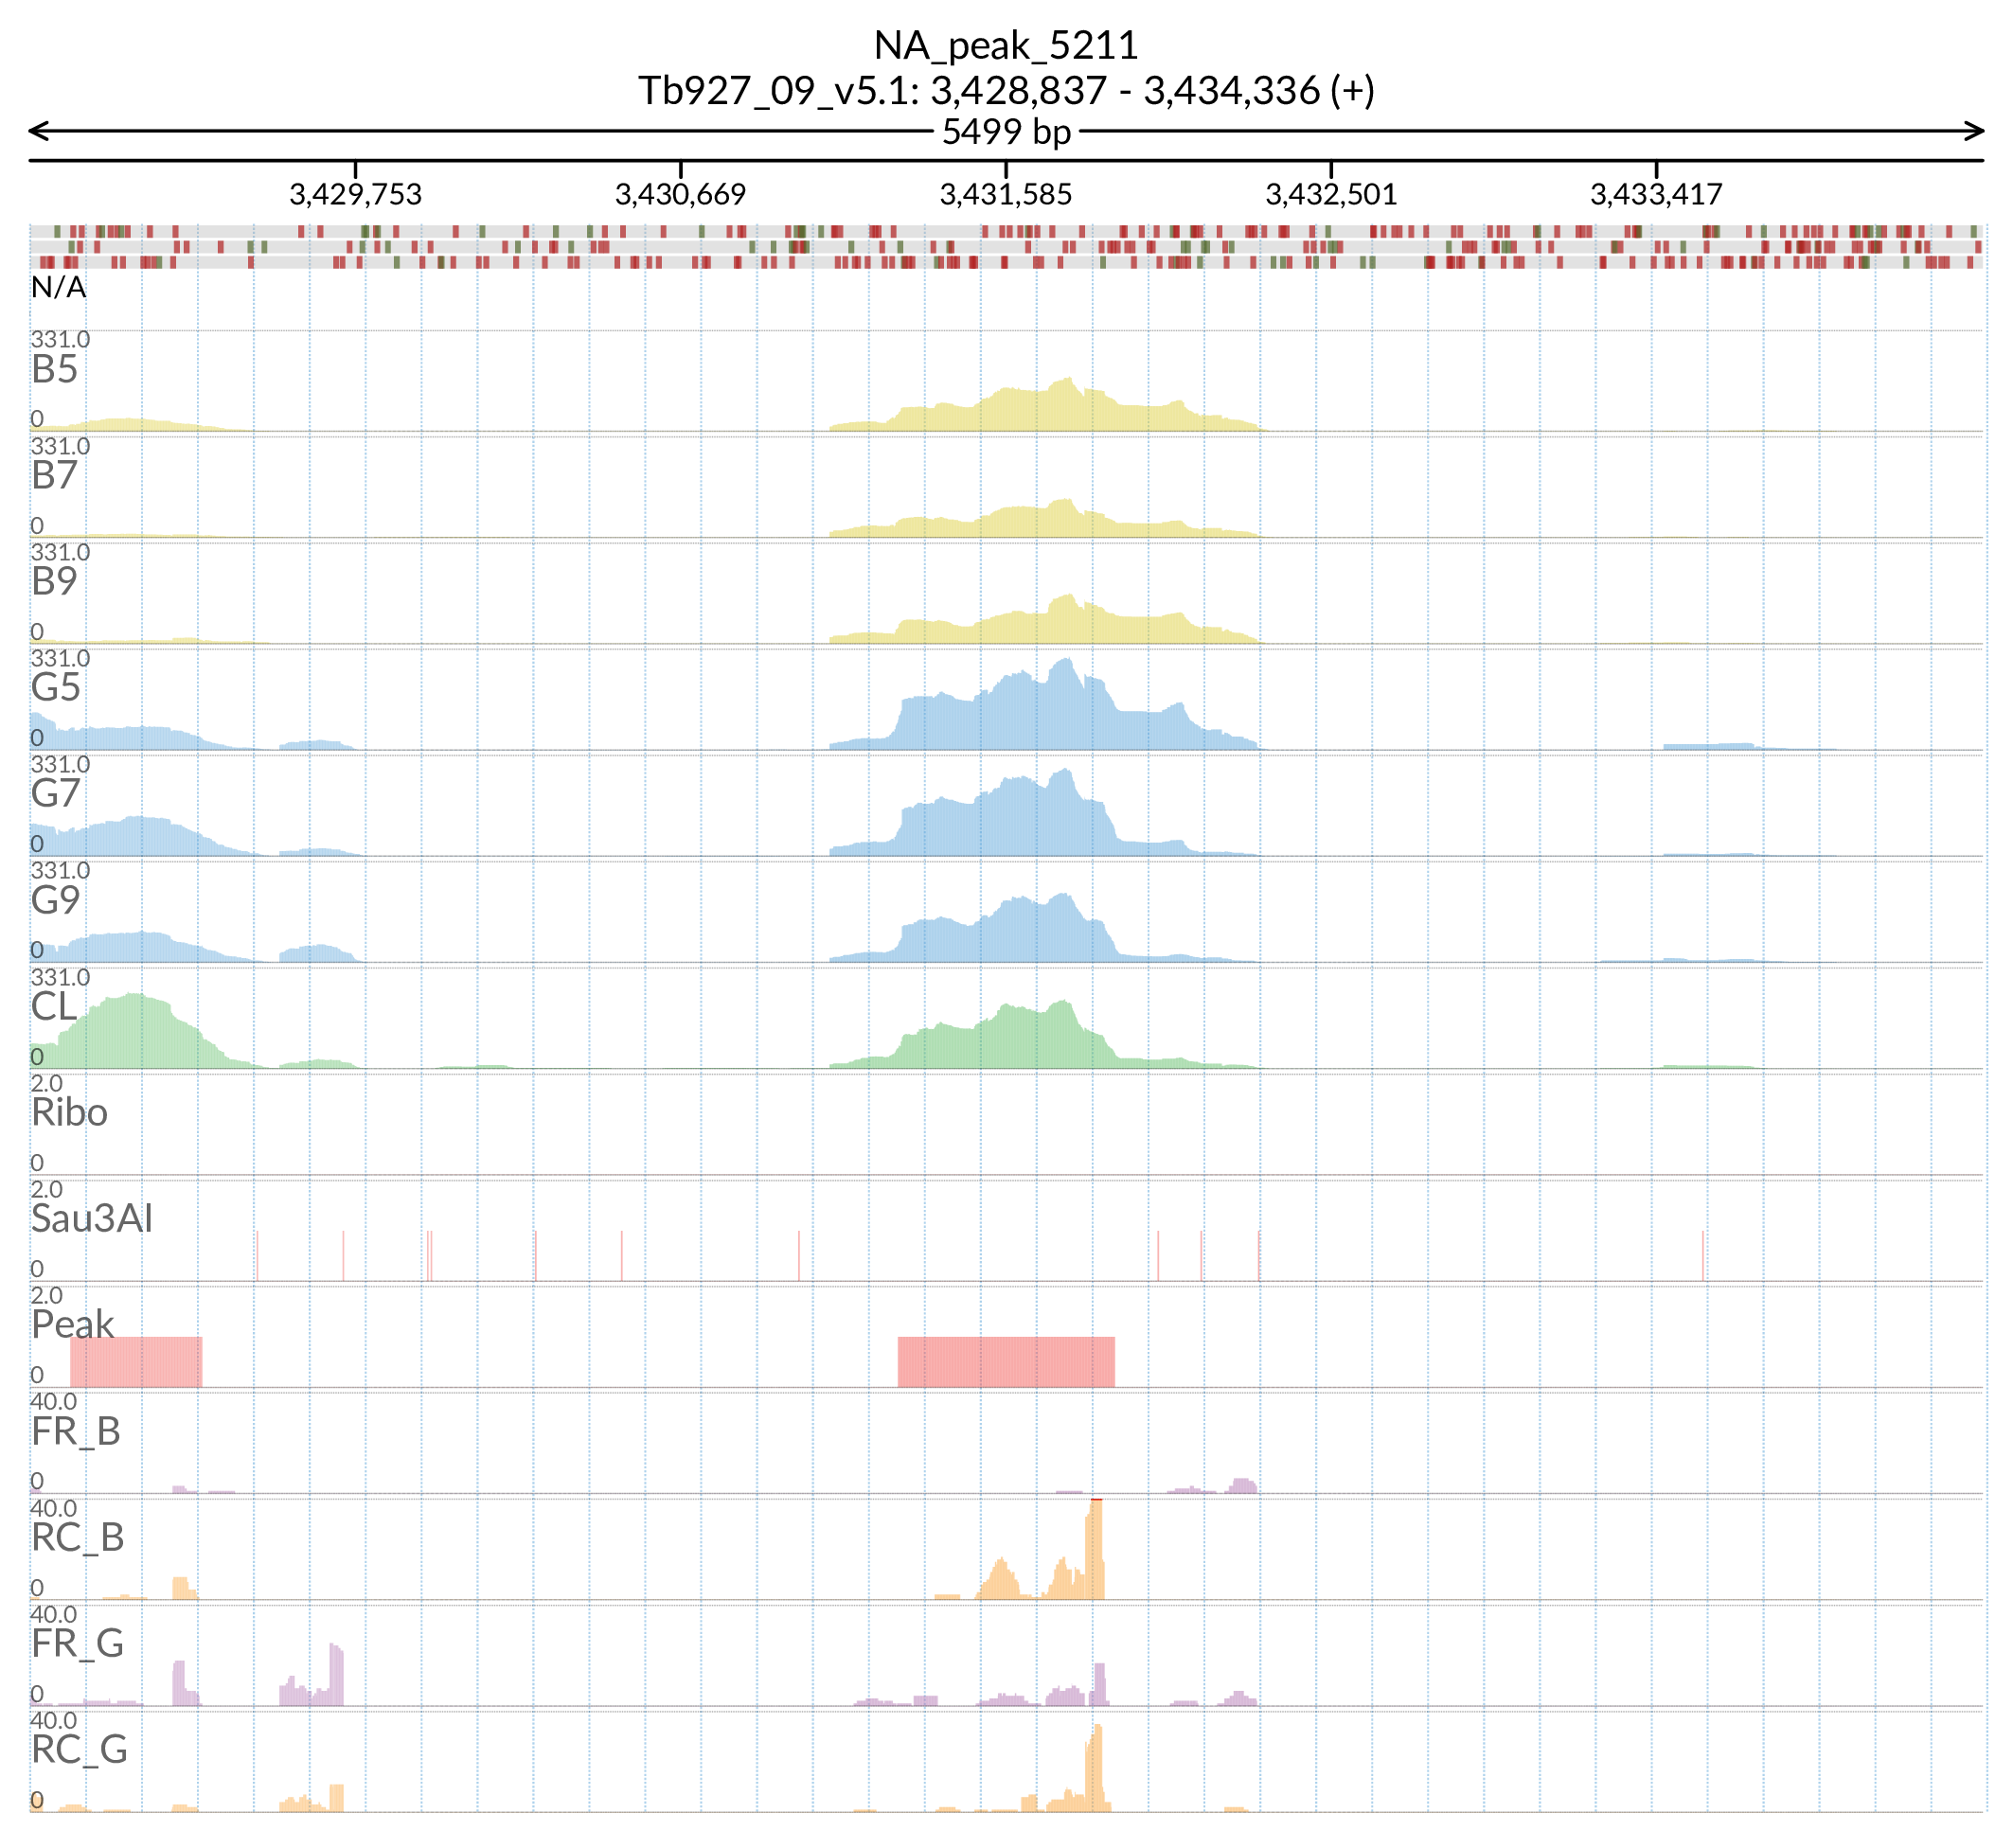 NA_peak_5211
Tb927_09_v5.1: 3,428,837 - 3,434,336 (+)
5499 bp
3,429,753 3,430,669 3,431,585 3,432,501 3,433,417
N/A
331.0
B5
0
331.0
B7
0
331.0
B9
0
331.0
G5
0
331.0
G7
0
331.0
G9
0
331.0
CL
0
2.0
Ribo
0
2.0
Sau3AI
0
2.0
Peak
0
40.0
FR_B
0
40.0
RC_B
0
40.0
FR_G
0
40.0
RC_G
0